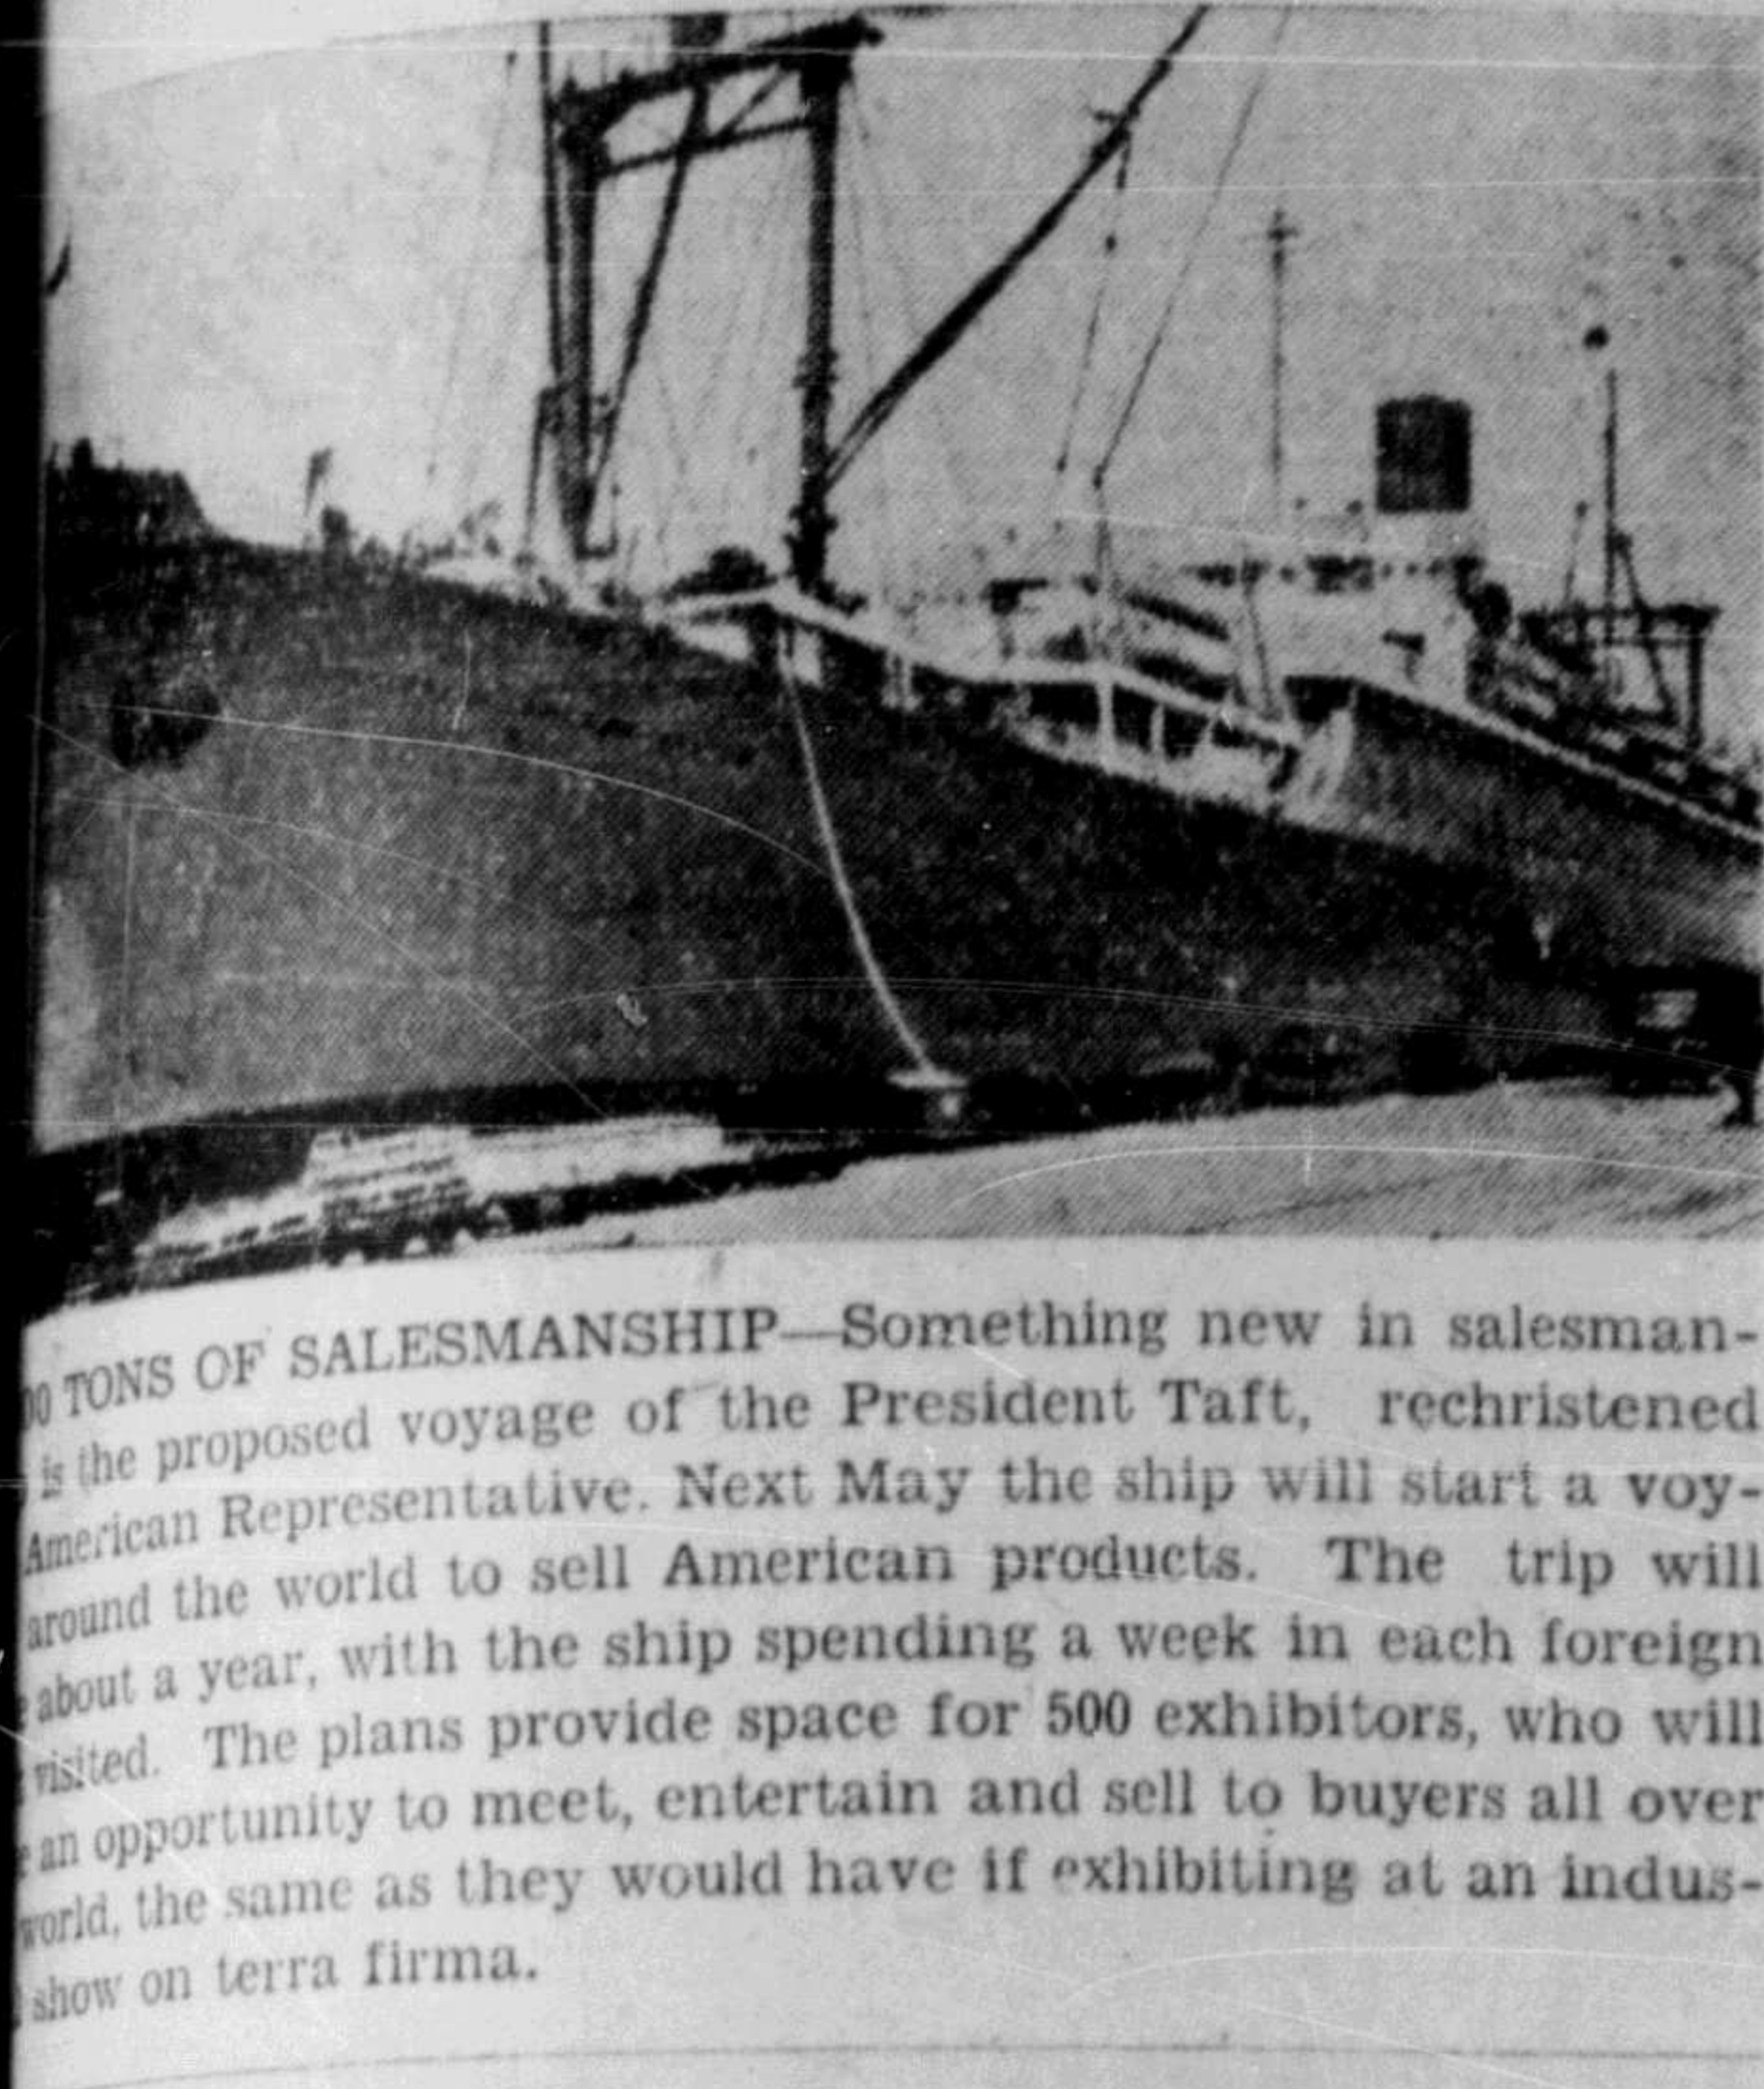 00 TONS OF SALESMANSHIP—Something new in salesman-
is the proposed voyage of the President Taft, rechristened
American Representative. Next May the ship will start a voy-
around the world to sell American products. The trip will
about a year, with the ship spending a week in each foreign
visited. The plans provide space for 500 exhibitors, who will
an opportunity to meet, entertain and sell to buyers all over
world, the same as they would have if exhibiting at an indus-
show on terra firma.